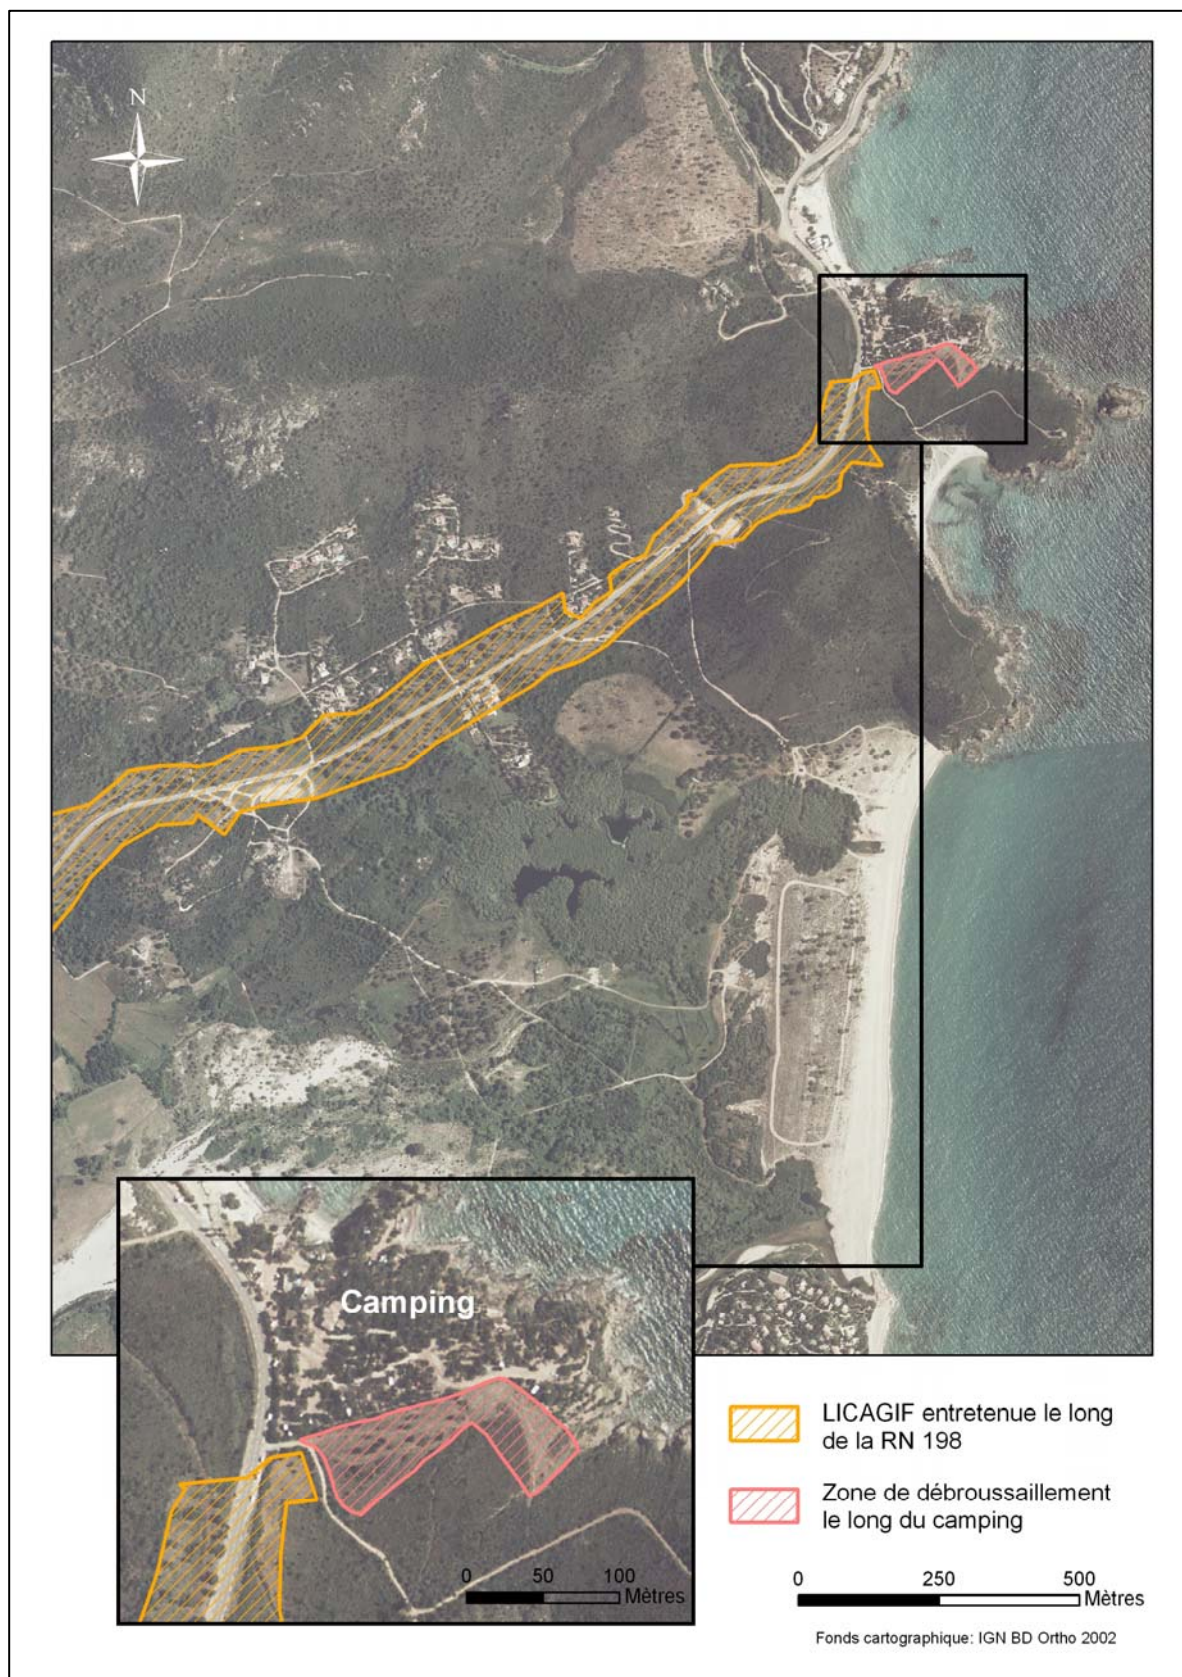 N
Camping
0 50 100
Mètres
LICAGIF entretenue le long
de la RN 198
Zone de débroussaillement
le long du camping
0 250 500
Mètres
Fonds cartographique: IGN BD Ortho 2002